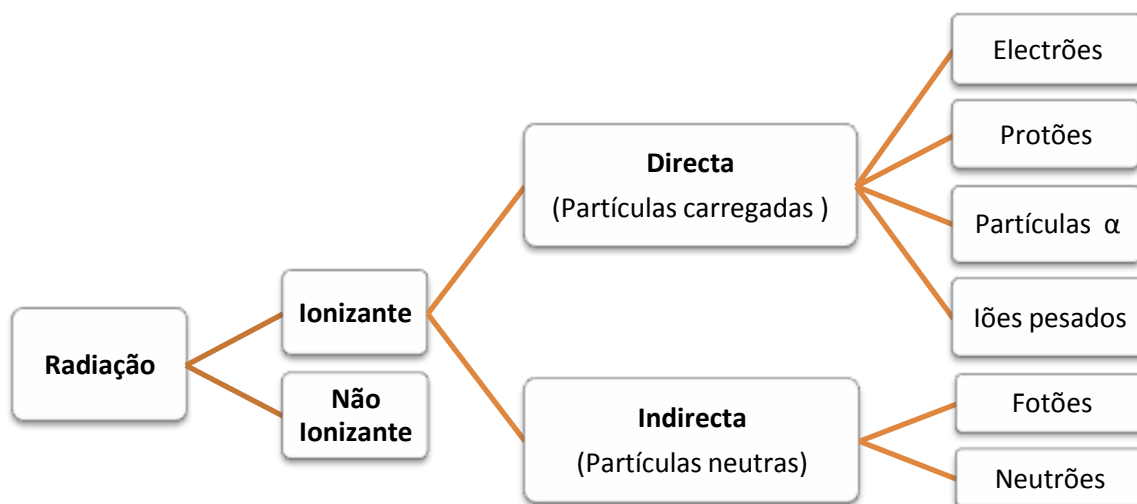 Radiação
Ionizante
Não
Ionizante
Directa
(Partículas carregadas )
Indirecta
(Partículas neutras)
Electrões
Protões
Partículas α
Iões pesados
Fotões
Neutrões